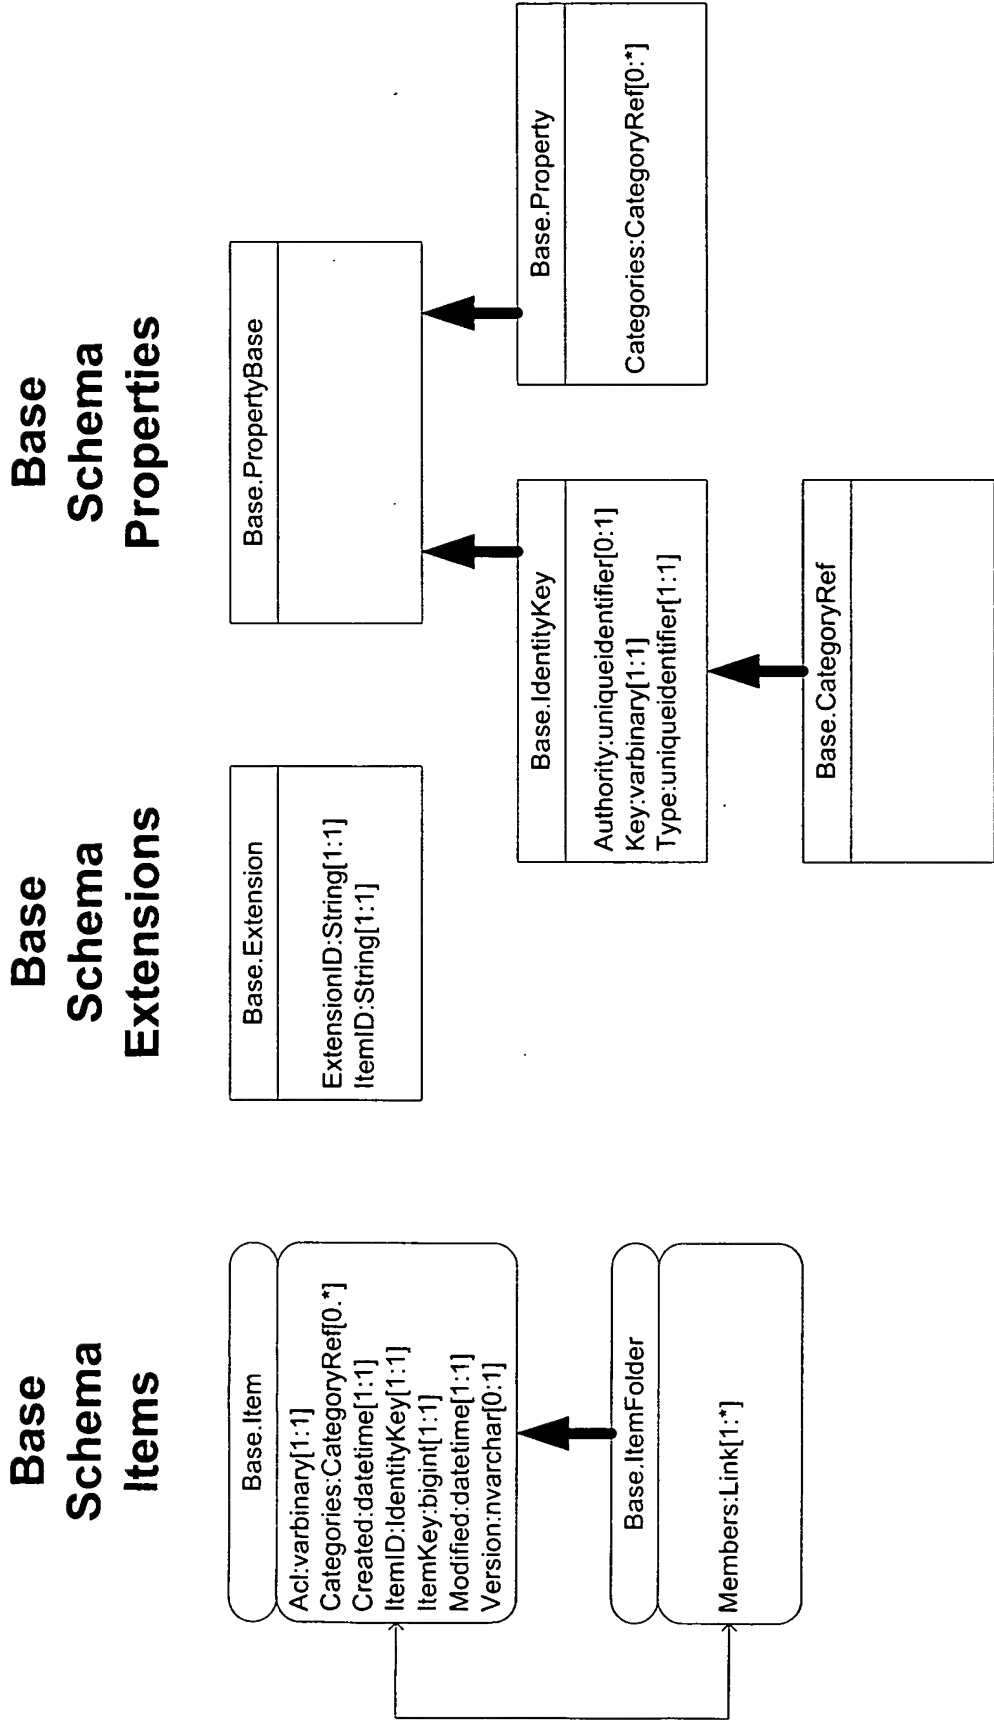 Base
Schema
Items
Base.Item
Acl:varbinary[1:1]
Categories:CategoryRef[0.*]
Created:datetime[1:1]
ItemID:IdentityKey[1:1]
ItemKey:bigint[1:1]
Modified:datetime[1:1]
Version:nvarchar[0:1]
Base.ItemFolder
Members:Link[1:*]
Base
Schema
Extensions
Base.Extension
ExtensionID:String[1:1]
ItemID:String[1:1]
Base
Schema
Properties
Base.PropertyBase
Base.IdentityKey
Authority:uniqueidentifier[0:1]
Key:varbinary[1:1]
Type:uniqueidentifier[1:1]
Base.Property
Categories:CategoryRef[0:*]
Base.CategoryRef